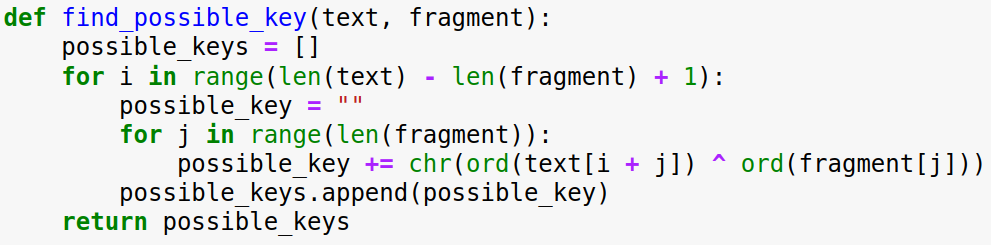 def find_possible_key(text, fragment):
    possible_keys = []
    for i in range(len(text) - len(fragment) + 1):
        possible_key = ""
        for j in range(len(fragment)):
            possible_key += chr(ord(text[i + j]) ^ ord(fragment[j]))
        possible_keys.append(possible_key)
    return possible_keys